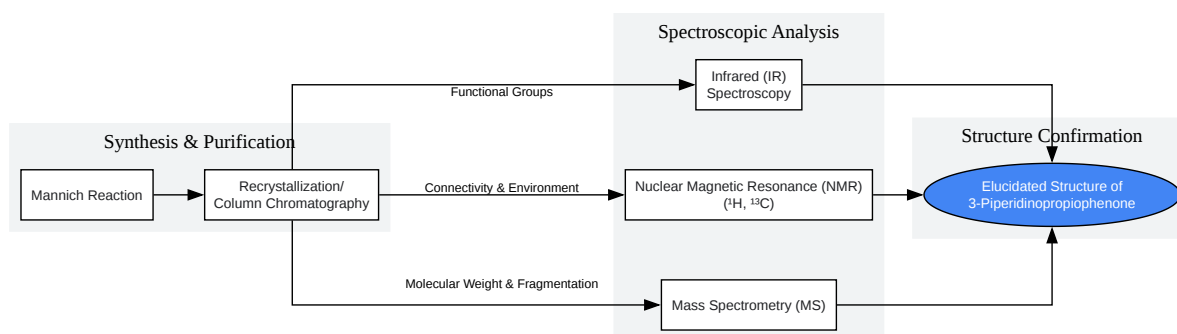 Spectroscopic Analysis
Infrared (IR)
Spectroscopy
Functional Groups
Synthesis & Purification
Structure Confirmation
Mannich Reaction
Recrystallization/
Column Chromatography
Connectivity & Environment
Nuclear Magnetic Resonance (NMR)
(¹H, ¹³C)
Elucidated Structure of
3-Piperidinopropiophenone
Molecular Weight & Fragmentation
Mass Spectrometry (MS)